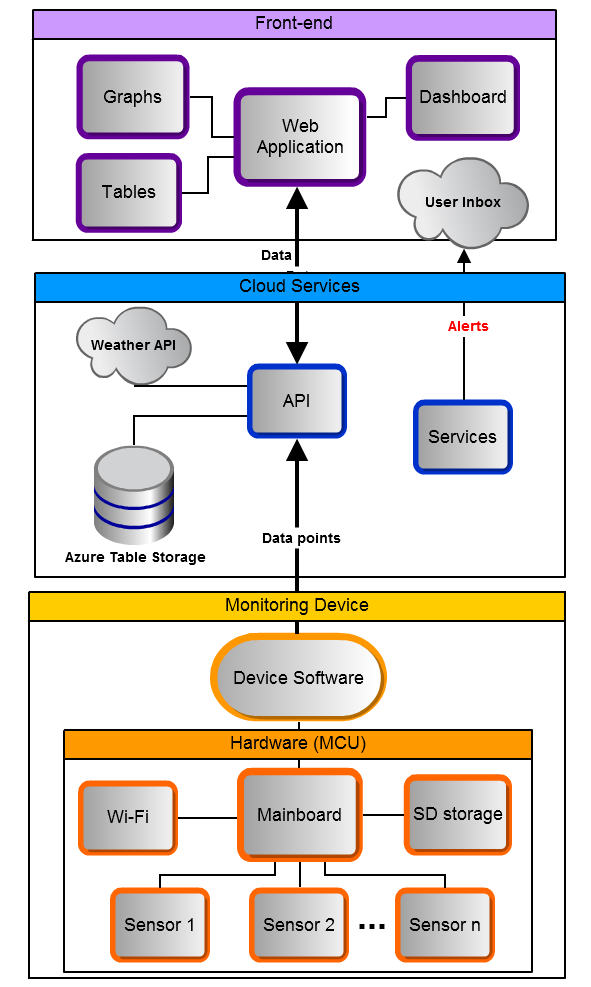 Front-end
Graphs
Web
Application
Dashboard
Tables
User Inbox
Data
Cloud Services
Weather API
Alerts
API
Services
Azure Table Storage
Data points
Monitoring Device
Device Software
Hardware (MCU)
Wi-Fi
Mainboard
SD storage
Sensor 1
Sensor 2
...
Sensor n